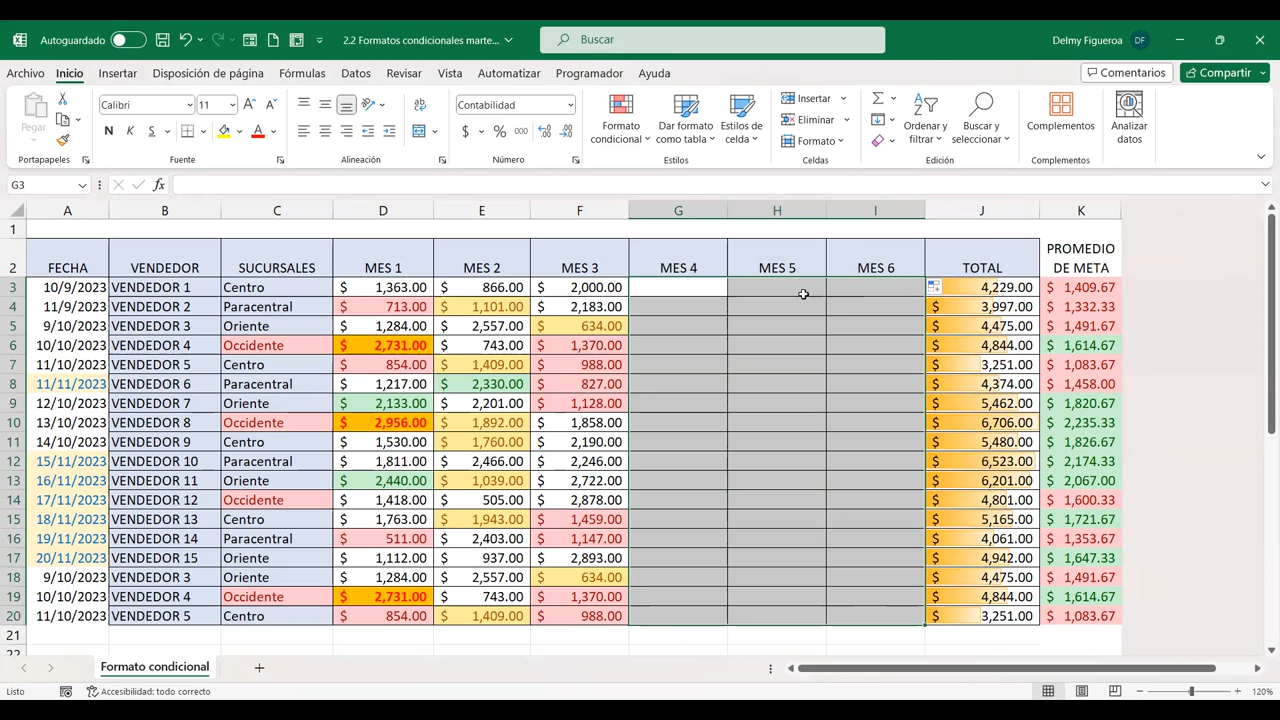 Autoguardado
2.2 Formatos condicionales marte...
Buscar
Delmy Figueroa
DF
Archivo Inicio Insertar Disposición de página Fórmulas Datos Revisar Vista Automatizar Programador Ayuda
Comentarios
Compartir
Pegar
Calibri
11
N K S
Contabilidad
$ % 000
Formato condicional
Dar formato como tabla
Estilos de celda
Insertar
Eliminar
Formato
Ordenar y filtrar
Buscar y seleccionar
Complementos
Analizar datos
Portapapeles Fuente Alineación Número Estilos Celdas Edición Complementos
G3
fx
A B C D E F G H I J K
1
2 FECHA VENDEDOR SUCURSALES MES 1 MES 2 MES 3 MES 4 MES 5 MES 6 TOTAL PROMEDIO DE META
3 10/9/2023 VENDEDOR 1 Centro $ 1,363.00 $ 866.00 $ 2,000.00 4,229.00 $ 1,409.67
4 11/9/2023 VENDEDOR 2 Paracentral $ 713.00 $ 1,101.00 $ 2,183.00 $ 3,997.00 $ 1,332.33
5 9/10/2023 VENDEDOR 3 Oriente $ 1,284.00 $ 2,557.00 $ 634.00 $ 4,475.00 $ 1,491.67
6 10/10/2023 VENDEDOR 4 Occidente $ 2,731.00 $ 743.00 $ 1,370.00 $ 4,844.00 $ 1,614.67
7 11/10/2023 VENDEDOR 5 Centro $ 854.00 $ 1,409.00 $ 988.00 $ 3,251.00 $ 1,083.67
8 11/11/2023 VENDEDOR 6 Paracentral $ 1,217.00 $ 2,330.00 $ 827.00 $ 4,374.00 $ 1,458.00
9 12/10/2023 VENDEDOR 7 Oriente $ 2,133.00 $ 2,201.00 $ 1,128.00 $ 5,462.00 $ 1,820.67
10 13/10/2023 VENDEDOR 8 Occidente $ 2,956.00 $ 1,892.00 $ 1,858.00 $ 6,706.00 $ 2,235.33
11 14/10/2023 VENDEDOR 9 Centro $ 1,530.00 $ 1,760.00 $ 2,190.00 $ 5,480.00 $ 1,826.67
12 15/11/2023 VENDEDOR 10 Paracentral $ 1,811.00 $ 2,466.00 $ 2,246.00 $ 6,523.00 $ 2,174.33
13 16/11/2023 VENDEDOR 11 Oriente $ 2,440.00 $ 1,039.00 $ 2,722.00 $ 6,201.00 $ 2,067.00
14 17/11/2023 VENDEDOR 12 Occidente $ 1,418.00 $ 505.00 $ 2,878.00 $ 4,801.00 $ 1,600.33
15 18/11/2023 VENDEDOR 13 Centro $ 1,763.00 $ 1,943.00 $ 1,459.00 $ 5,165.00 $ 1,721.67
16 19/11/2023 VENDEDOR 14 Paracentral $ 511.00 $ 2,403.00 $ 1,147.00 $ 4,061.00 $ 1,353.67
17 20/11/2023 VENDEDOR 15 Oriente $ 1,112.00 $ 937.00 $ 2,893.00 $ 4,942.00 $ 1,647.33
18 9/10/2023 VENDEDOR 3 Oriente $ 1,284.00 $ 2,557.00 $ 634.00 $ 4,475.00 $ 1,491.67
19 10/10/2023 VENDEDOR 4 Occidente $ 2,731.00 $ 743.00 $ 1,370.00 $ 4,844.00 $ 1,614.67
20 11/10/2023 VENDEDOR 5 Centro $ 854.00 $ 1,409.00 $ 988.00 $ 3,251.00 $ 1,083.67
21
22
Formato condicional
Listo
Accesibilidad: todo correcto
120%